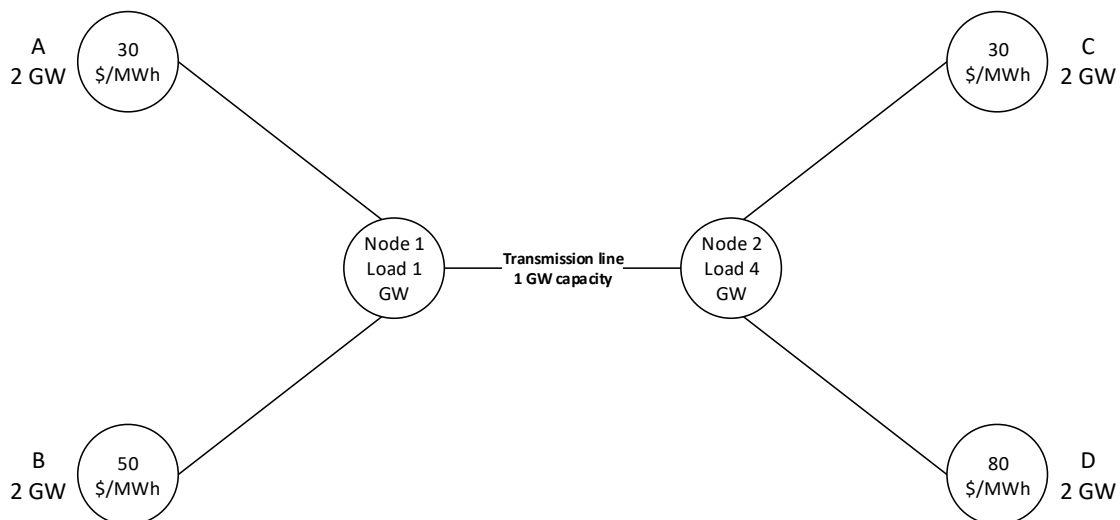 A
2 GW
30
$/MWh
30
$/MWh
C
2 GW
Node 1
Load 1
GW
Transmission line
1 GW capacity
Node 2
Load 4
GW
B
2 GW
50
$/MWh
80
$/MWh
D
2 GW